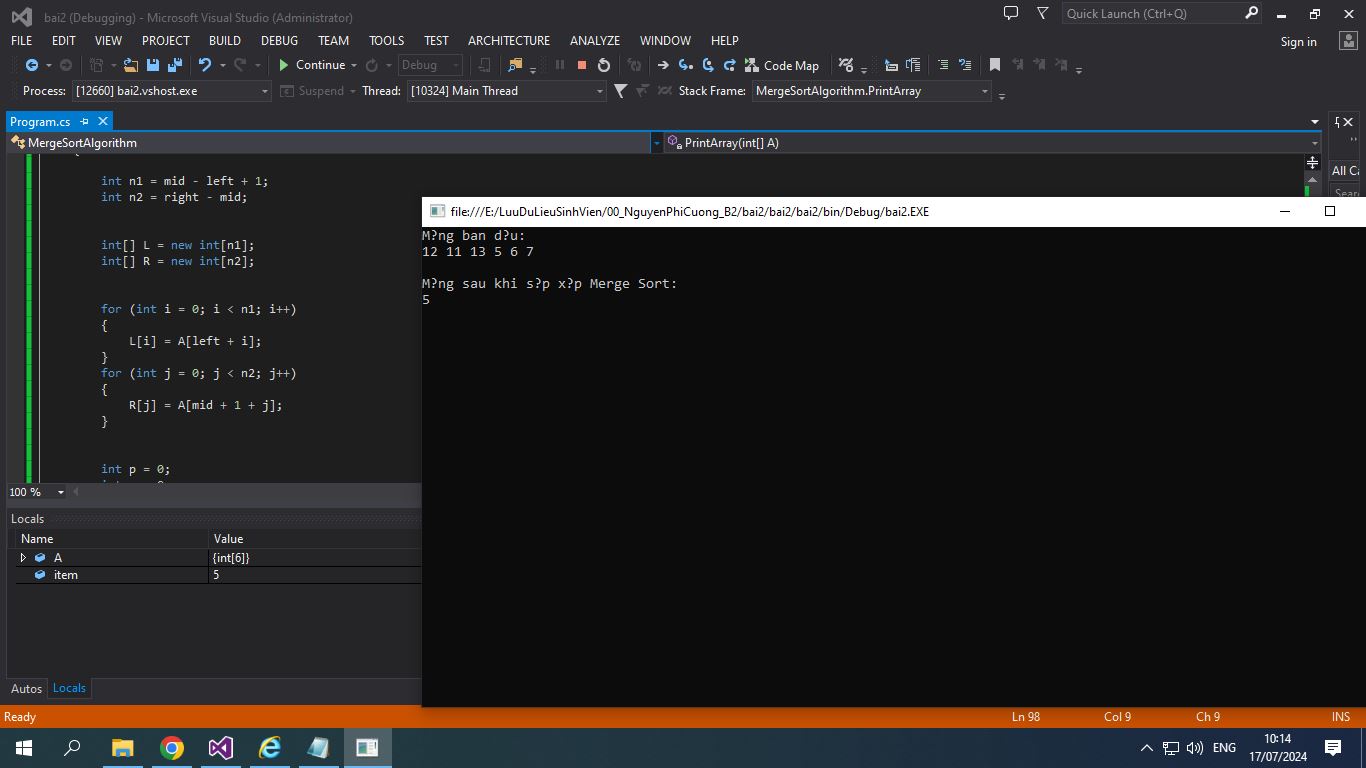 bai2 (Debugging) - Microsoft Visual Studio (Administrator)
Quick Launch (Ctrl+Q)
FILE EDIT VIEW PROJECT BUILD DEBUG TEAM TOOLS TEST ARCHITECTURE ANALYZE WINDOW HELP
Sign in
Continue Debug Code Map
Process: [12660] bai2.vshost.exe Suspend Thread: [10324] Main Thread Stack Frame: MergeSortAlgorithm.PrintArray
Program.cs
MergeSortAlgorithm PrintArray(int[] A)
All
{
int n1 = mid - left + 1;
int n2 = right - mid;
int[] L = new int[n1];
int[] R = new int[n2];
for (int i = 0; i < n1; i++)
{
L[i] = A[left + i];
}
for (int j = 0; j < n2; j++)
{
R[j] = A[mid + 1 + j];
}
int p = 0;
100 %
file:///E:/LuuDuLieuSinhVien/00_NguyenPhiCuong_B2/bai2/bai2/bai2/bin/Debug/bai2.EXE
M?ng ban d?u:
12 11 13 5 6 7
M?ng sau khi s?p x?p Merge Sort:
5
Locals
Name Value
A {int[6]}
item 5
Autos Locals
Ready Ln 98 Col 9 Ch 9 INS
ENG
10:14
17/07/2024